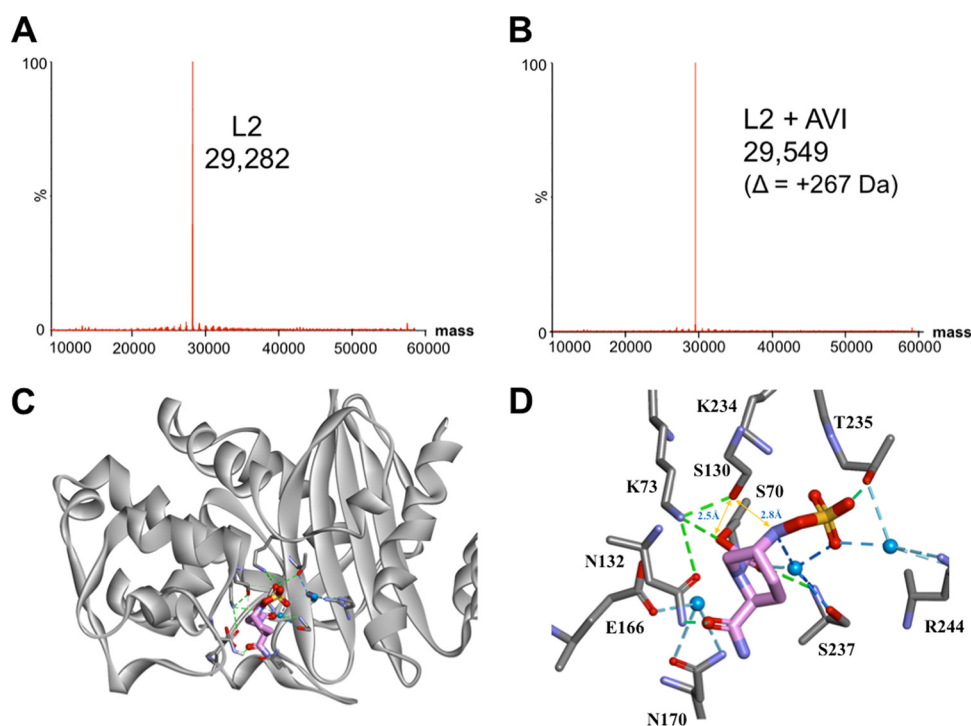 A
100
%
0
L2
29,282
mass
10000 20000 30000 40000 50000 60000
B
100
%
0
L2 + AVI
29,549
(Δ = +267 Da)
mass
10000 20000 30000 40000 50000 60000
C
D
K234
T235
S130
K73
S70
2.5Å
2.8Å
N132
E166
R244
S237
N170